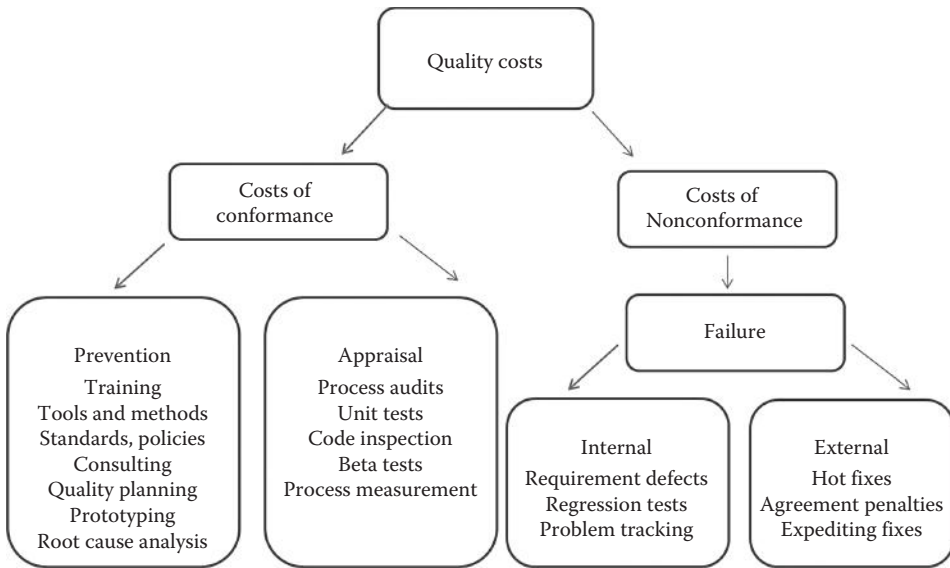 Quality costs
Costs of
conformance
Costs of
Nonconformance
Failure
Prevention
Training
Tools and methods
Standards, policies
Consulting
Quality planning
Prototyping
Root cause analysis
Appraisal
Process audits
Unit tests
Code inspection
Beta tests
Process measurement
Internal
Requirement defects
Regression tests
Problem tracking
External
Hot fixes
Agreement penalties
Expediting fixes